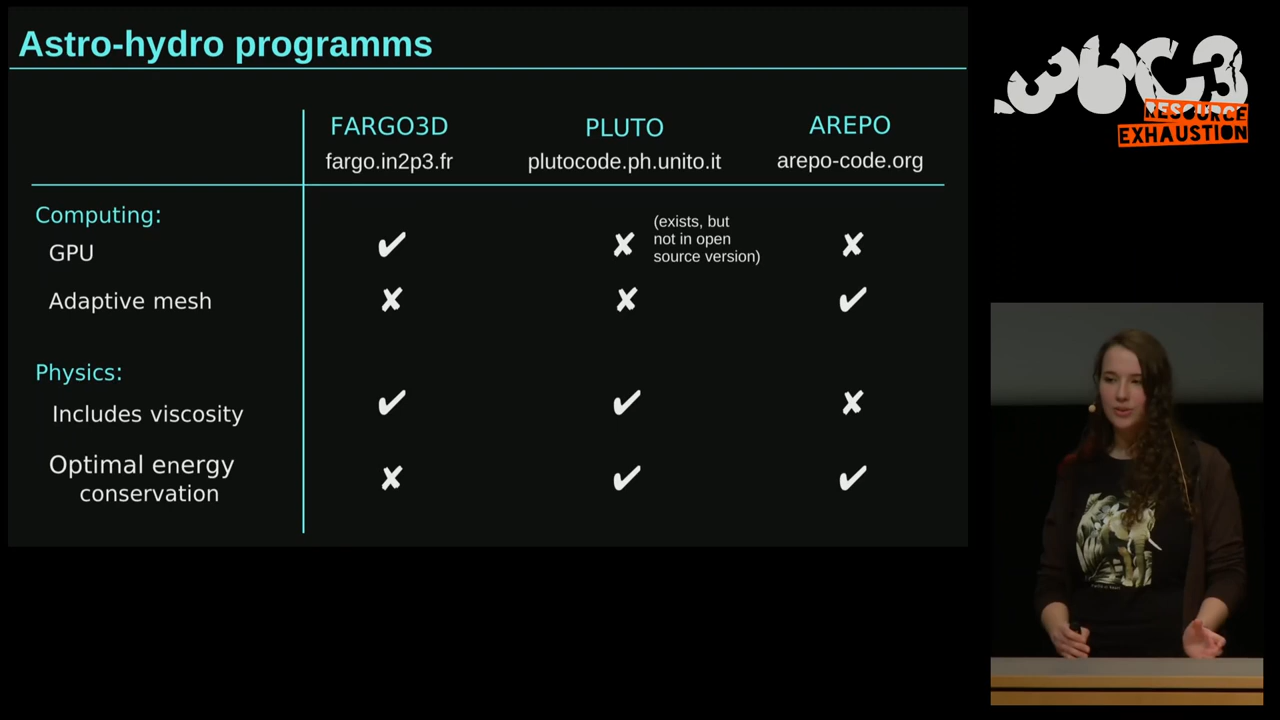 Astro-hydro programms
FARGO3D PLUTO AREPO
fargo.in2p3.fr plutocode.ph.unito.it arepo-code.org
Computing:
GPU ✔ ✘ (exists, but
not in open
source version) ✘
Adaptive mesh ✘ ✘ ✔
Physics:
Includes viscosity ✔ ✔ ✘
Optimal energy
conservation ✘ ✔ ✔
36C3
RESOURCE
EXHAUSTION